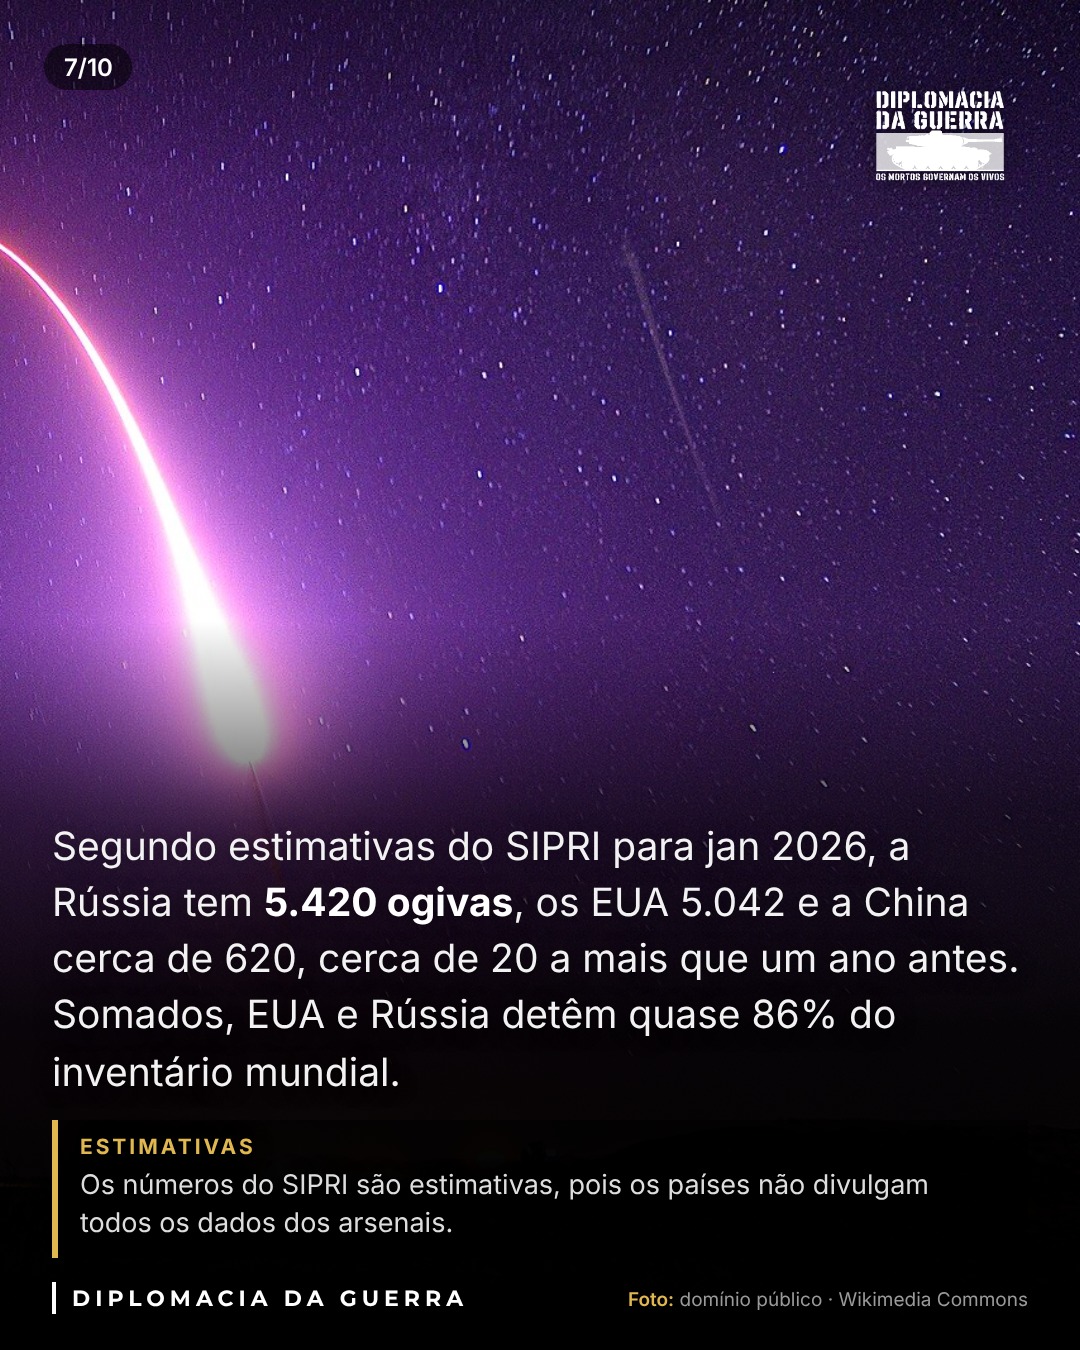 7/10
DIPLOMACIA
DA GUERRA
OS MORTOS GOVERNAM OS VIVOS
Segundo estimativas do SIPRI para jan 2026, a
Rússia tem 5.420 ogivas, os EUA 5.042 e a China
cerca de 620, cerca de 20 a mais que um ano antes.
Somados, EUA e Rússia detêm quase 86% do
inventário mundial.
ESTIMATIVAS
Os números do SIPRI são estimativas, pois os países não divulgam
todos os dados dos arsenais.
DIPLOMACIA DA GUERRA
Foto: domínio público · Wikimedia Commons